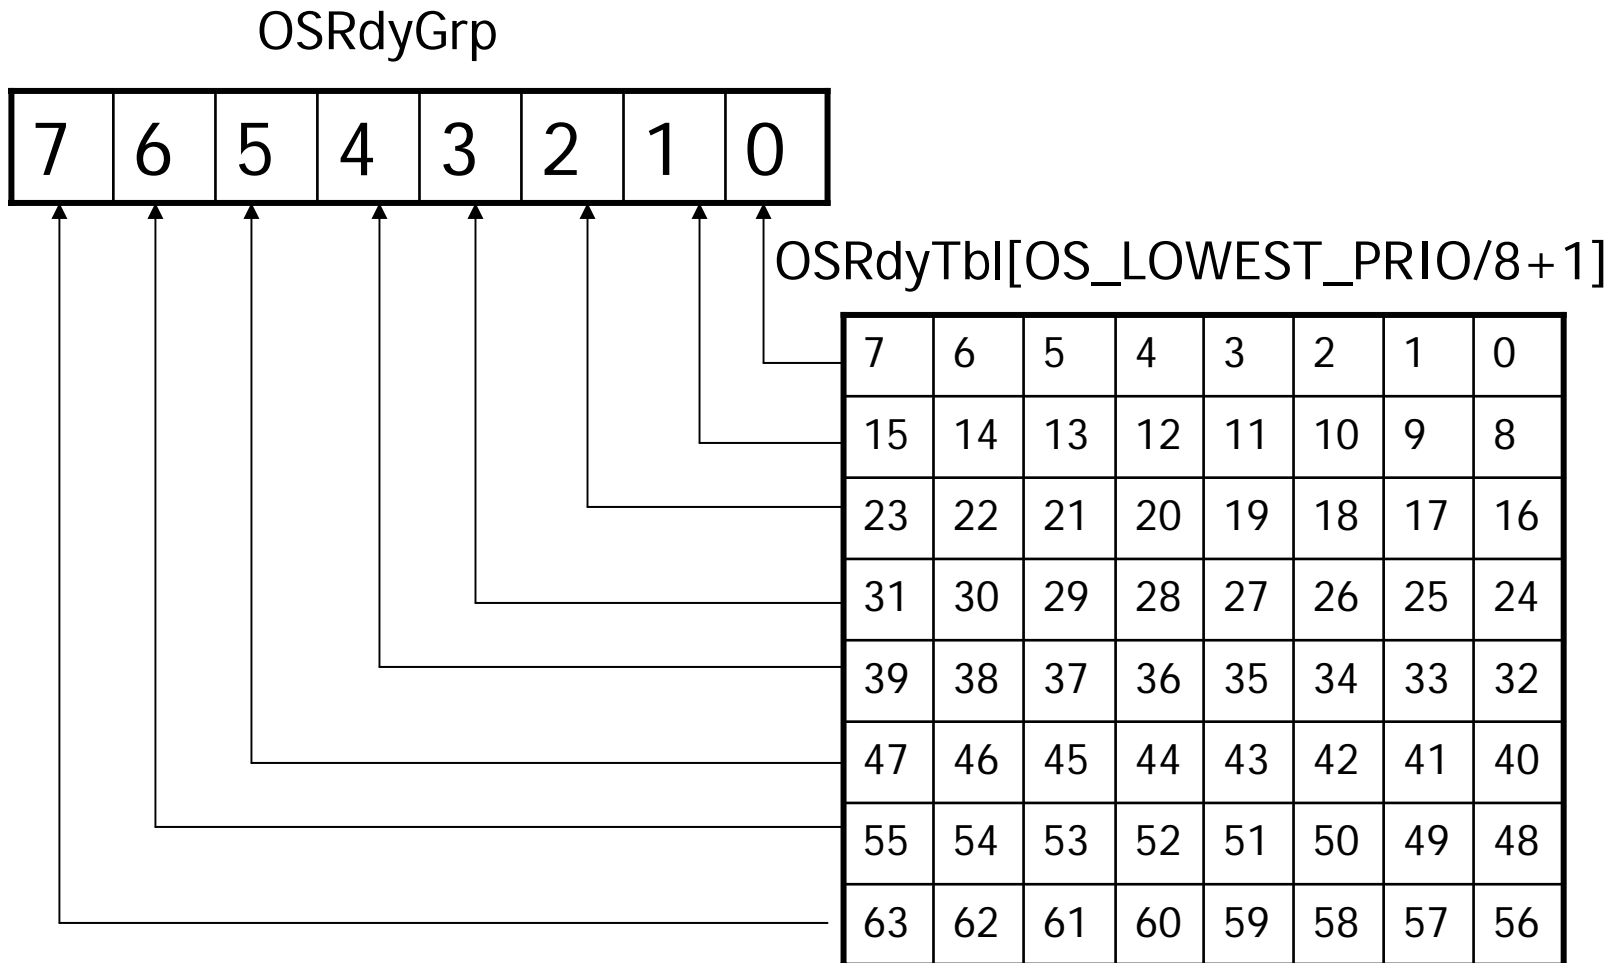 OSRdyGrp
7 6 5 4 3 2 1 0
OSRdyTbl[OS_LOWEST_PRIO/8+1]
7 6 5 4 3 2 1 0
15 14 13 12 11 10 9 8
23 22 21 20 19 18 17 16
31 30 29 28 27 26 25 24
39 38 37 36 35 34 33 32
47 46 45 44 43 42 41 40
55 54 53 52 51 50 49 48
63 62 61 60 59 58 57 56